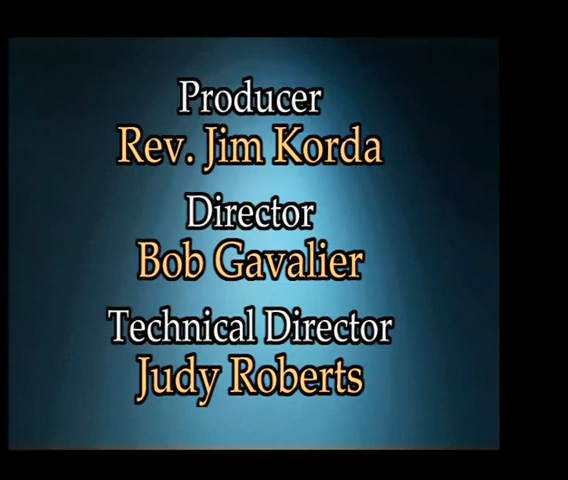 Producer
Rev. Jim Korda
Director
Bob Gavalier
Technical Director
Judy Roberts